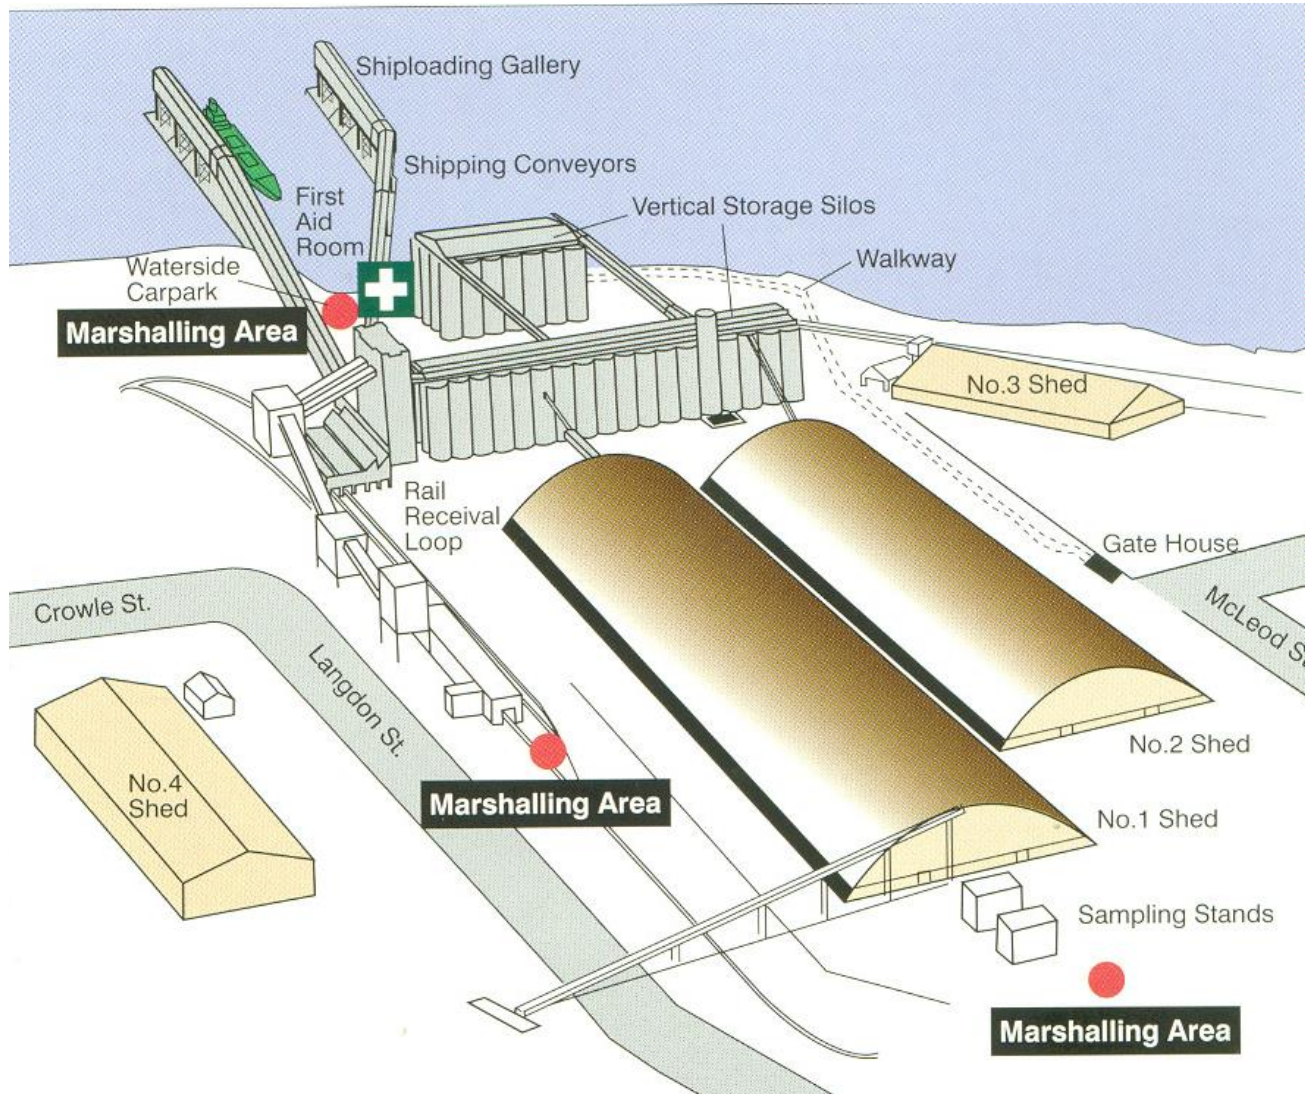 Shiploading Gallery
Shipping Conveyors
First
Aid
Room
Vertical Storage Silos
Waterside
Carpark
Walkway
Marshalling Area
No.3 Shed
Rail
Receival
Loop
Gate House
Crowle St.
McLeod St.
Langdon St.
No.2 Shed
No.4
Shed
Marshalling Area
No.1 Shed
Sampling Stands
Marshalling Area